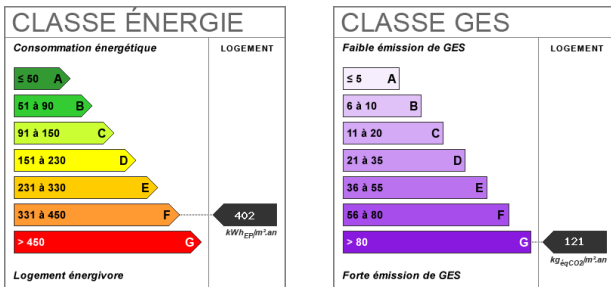 CLASSE ÉNERGIE
Consommation énergétique
LOGEMENT
≤ 50 A
51 à 90 B
91 à 150 C
151 à 230 D
231 à 330 E
331 à 450 F
402
kWhEP/m².an
> 450 G
Logement énergivore
CLASSE GES
Faible émission de GES
LOGEMENT
≤ 5 A
6 à 10 B
11 à 20 C
21 à 35 D
36 à 55 E
56 à 80 F
> 80 G
121
kgéqCO2/m².an
Forte émission de GES